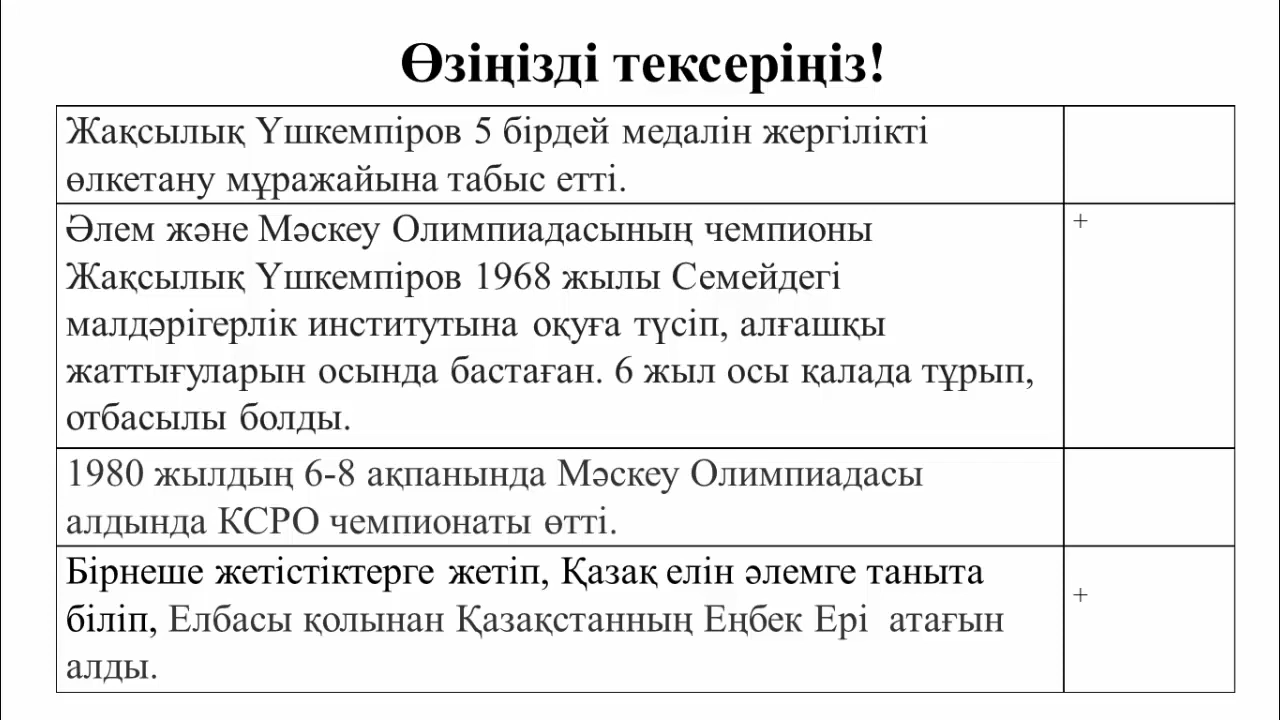 Өзіңізді тексеріңіз!
Жақсылық Үшкемпіров 5 бірдей медалін жергілікті
өлкетану мұражайына табыс етті.
Әлем және Мәскеу Олимпиадасының чемпионы
+
Жақсылық Үшкемпіров 1968 жылы Семейдегі
малдәрігерлік институтына оқуға түсіп, алғашқы
жаттығуларын осында бастаған. 6 жыл осы қалада тұрып,
отбасылы болды.
1980 жылдың 6-8 ақпанында Мәскеу Олимпиадасы
алдында КСРО чемпионаты өтті.
Бірнеше жетістіктерге жетіп, Қазақ елін әлемге таныта
+
біліп, Елбасы қолынан Қазақстанның Еңбек Ері атағын
алды.